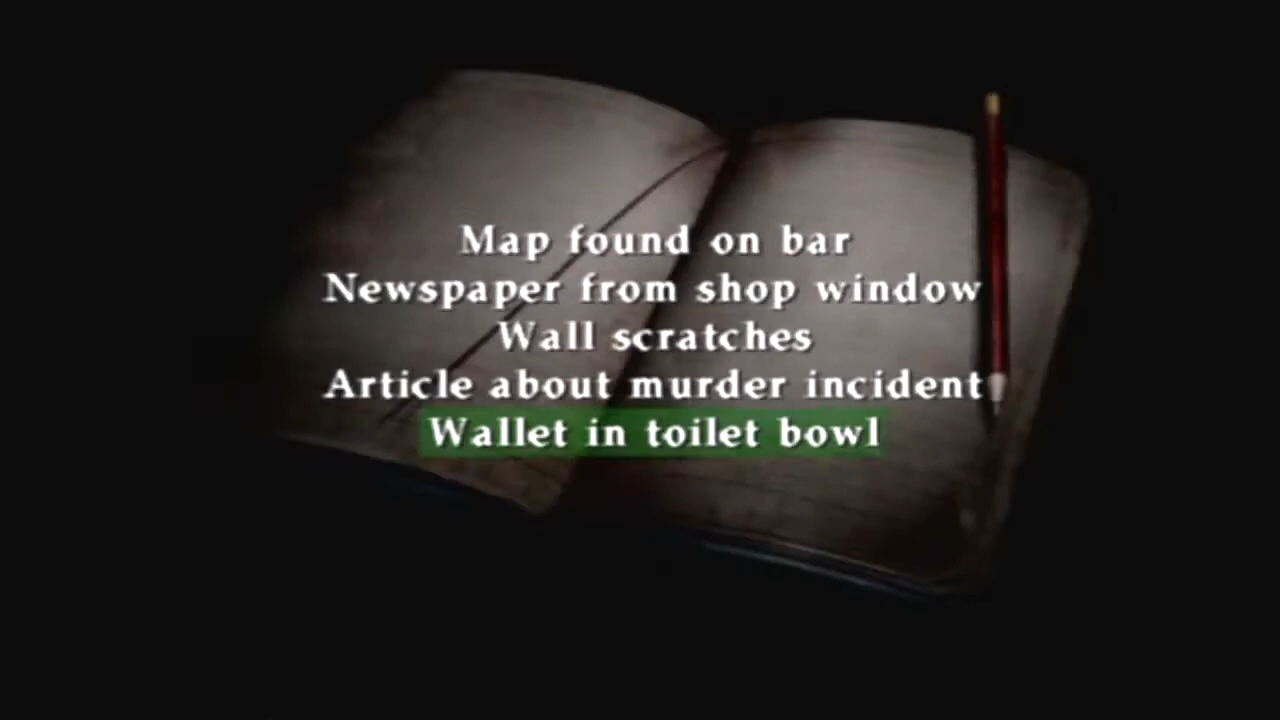 Map found on bar
Newspaper from shop window
Wall scratches
Article about murder incident
Wallet in toilet bowl